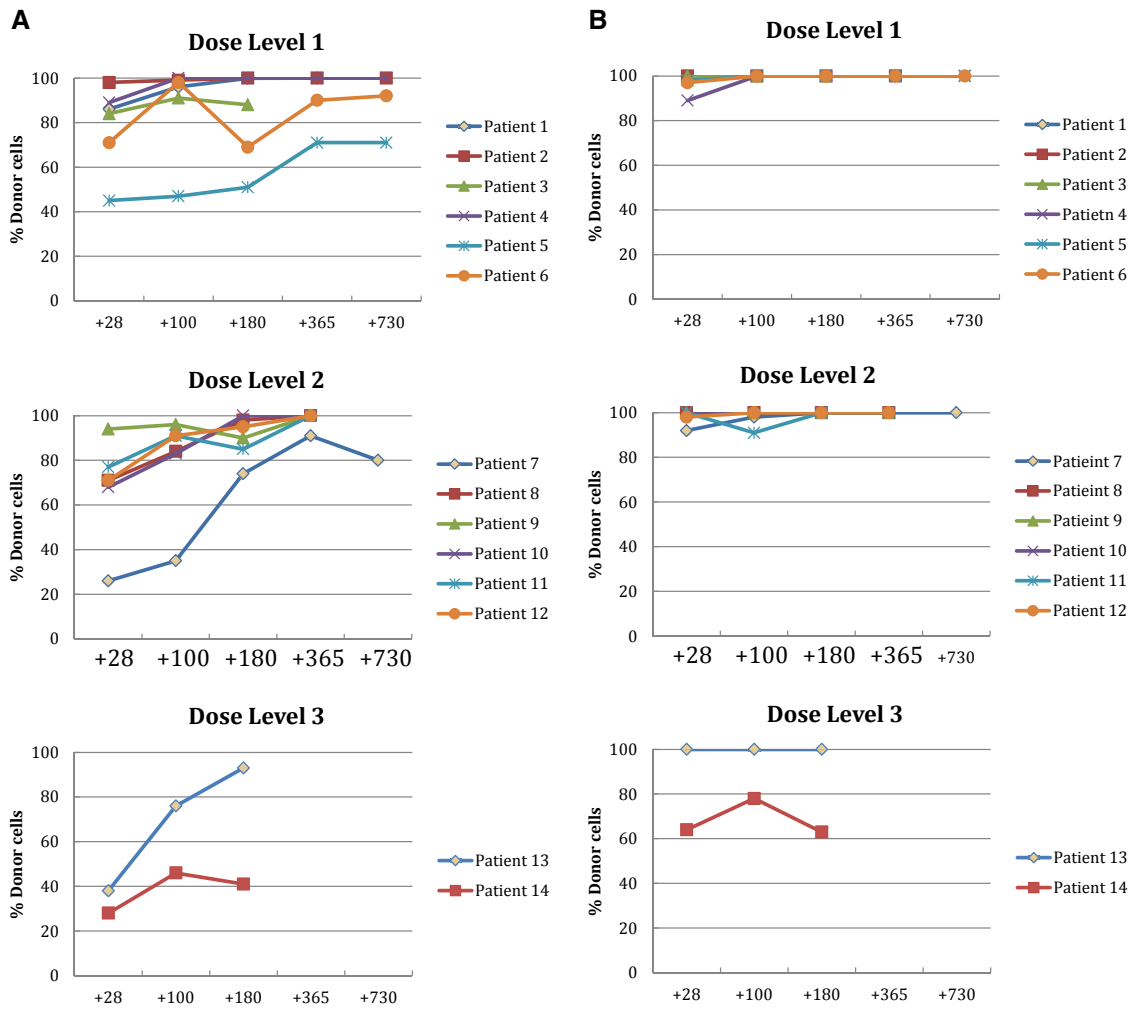 A
B
Dose Level 1
% Donor cells
100
80
60
40
20
0
+28
+100
+180
+365
+730
Patient 1
Patient 2
Patient 3
Patient 4
Patient 5
Patient 6
Dose Level 1
% Donor cells
100
80
60
40
20
0
+28
+100
+180
+365
+730
Patient 1
Patient 2
Patient 3
Patietn 4
Patient 5
Patient 6
Dose Level 2
% Donor cells
100
80
60
40
20
0
+28
+100
+180
+365
+730
Patient 7
Patient 8
Patient 9
Patient 10
Patient 11
Patient 12
Dose Level 2
% Donor cells
100
80
60
40
20
0
+28
+100
+180
+365
+730
Patieint 7
Patieint 8
Patieint 9
Patient 10
Patient 11
Patient 12
Dose Level 3
% Donor cells
100
80
60
40
20
0
+28
+100
+180
+365
+730
Patient 13
Patient 14
Dose Level 3
% Donor cells
100
80
60
40
20
0
+28
+100
+180
+365
+730
Patient 13
Patient 14